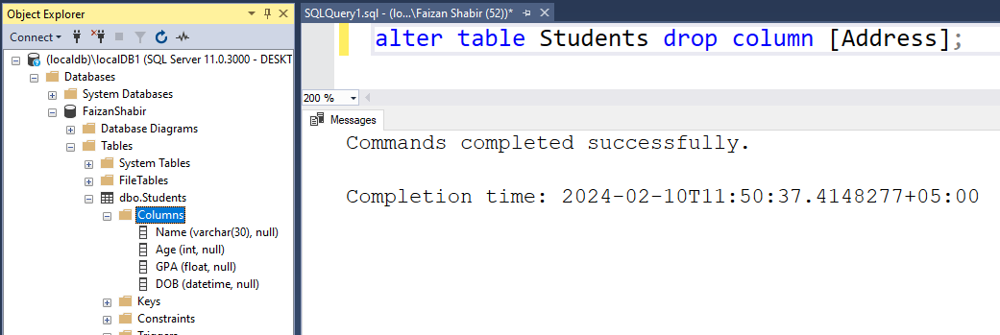 Object Explorer
Connect
(localdb)\localDB1 (SQL Server 11.0.3000 - DESKT
Databases
System Databases
FaizanShabir
Database Diagrams
Tables
System Tables
FileTables
dbo.Students
Columns
Name (varchar(30), null)
Age (int, null)
GPA (float, null)
DOB (datetime, null)
Keys
Constraints
Triggers
SQLQuery1.sql - (lo...\Faizan Shabir (52))*
alter table Students drop column [Address];
200 %
Messages
Commands completed successfully.
Completion time: 2024-02-10T11:50:37.4148277+05:00